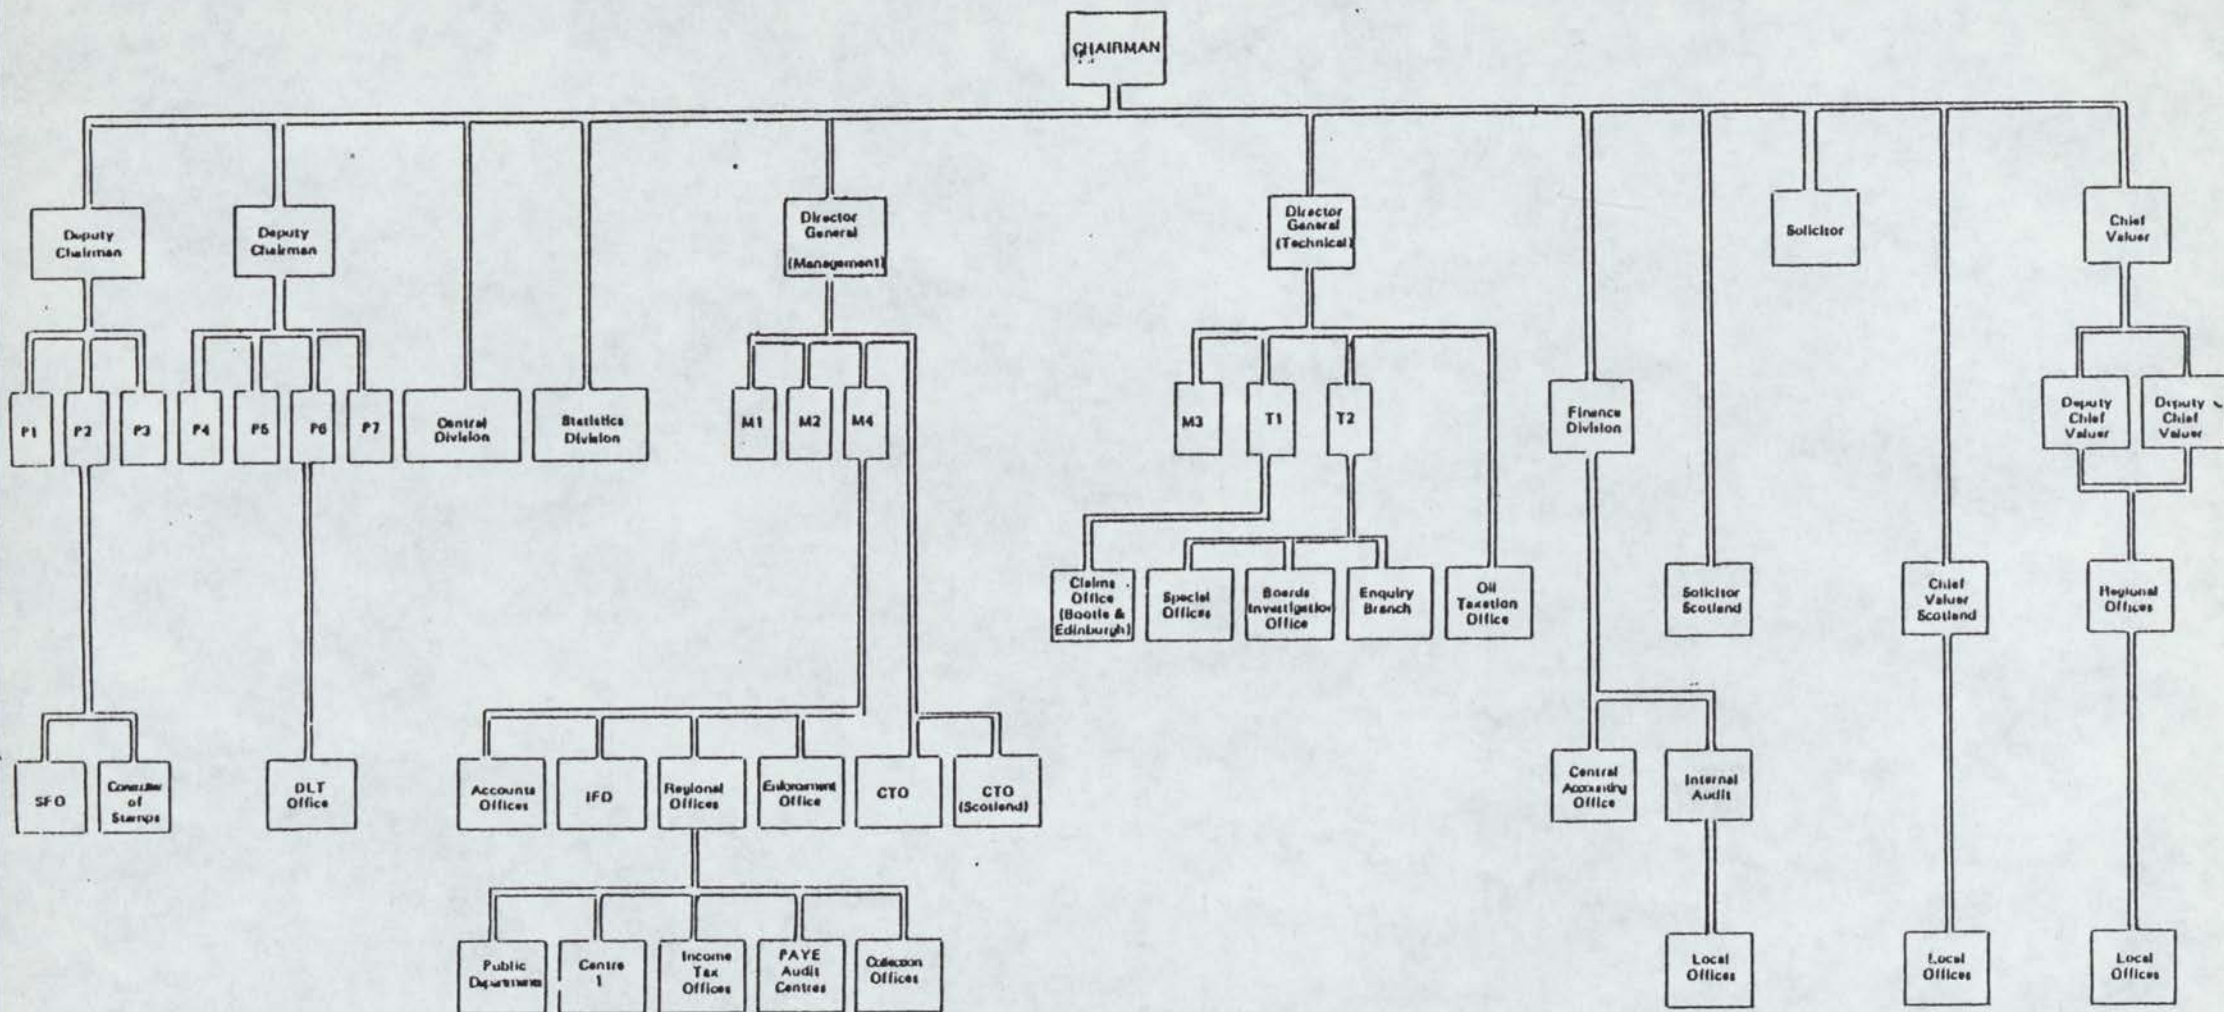 CHAIRMAN
Deputy
Chairman
Deputy
Chairman
Director
General
(Management)
Director
General
(Technical)
Solicitor
Chief
Valuer
P1
P2
P3
P4
P5
P6
P7
Central
Division
Statistics
Division
M1
M2
M4
M3
T1
T2
Finance
Division
Deputy
Chief
Valuer
Deputy
Chief
Valuer
Claims
Office
(Bootle &
Edinburgh)
Special
Offices
Boards
Investigation
Office
Enquiry
Branch
Oil
Taxation
Office
Solicitor
Scotland
Chief
Valuer
Scotland
Regional
Offices
SFO
of
Stamps
DLT
Office
Accounts
Offices
IFD
Regional
Offices
Enforcement
Office
CTO
CTO
(Scotland)
Central
Accounting
Office
Internal
Audit
Public
Departments
Centre
1
Income
Tax
Offices
PAYE
Audit
Centres
Collection
Offices
Local
Offices
Local
Offices
Local
Offices